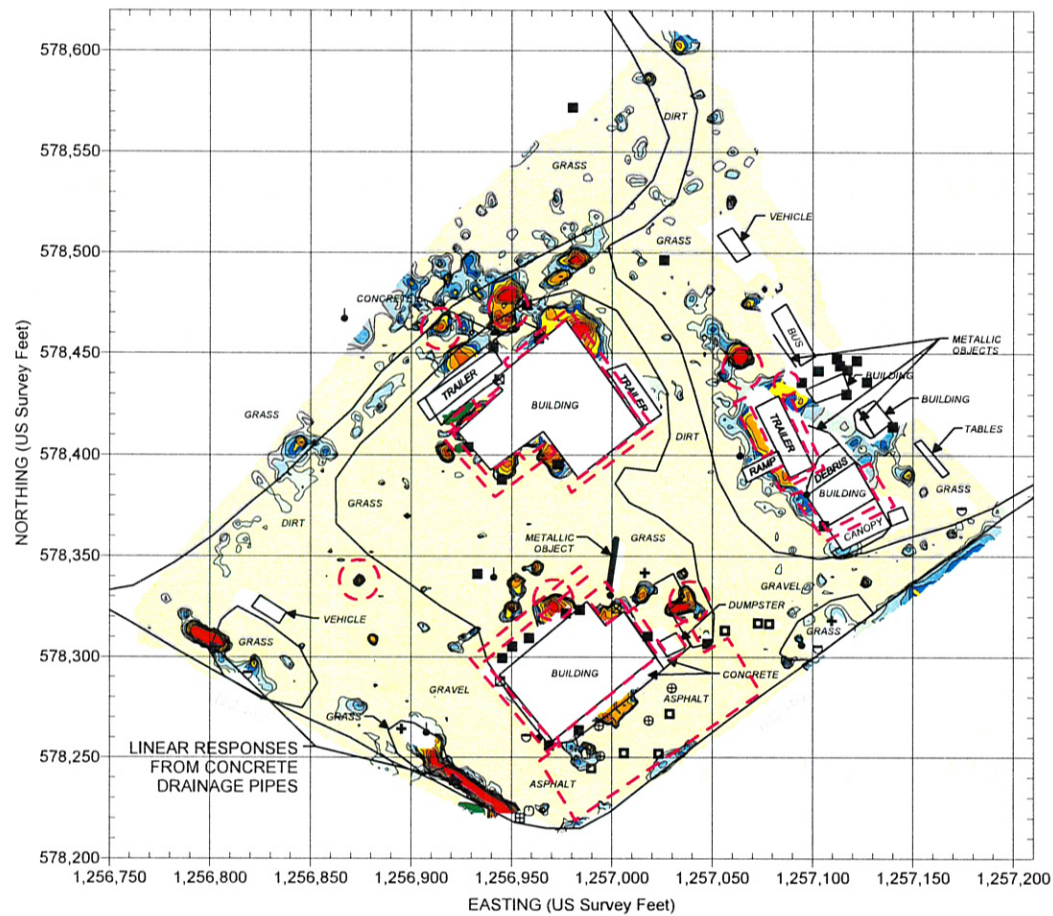 578,600
578,550
578,500
578,450
578,400
578,350
578,300
578,250
578,200
NORTHING (US Survey Feet)
DIRT
GRASS
VEHICLE
GRASS
CONCRETE
BUS
METALLIC
OBJECTS
BUILDING
TRAILER
TRAILER
BUILDING
BUILDING
GRASS
TRAILER
TABLES
DIRT
RAMP
DEBRIS
GRASS
BUILDING
GRASS
DIRT
CANOPY
METALLIC
OBJECT
GRASS
GRAVEL
DUMPSTER
VEHICLE
GRASS
GRASS
BUILDING
CONCRETE
GRAVEL
ASPHALT
GRASS
LINEAR RESPONSES
FROM CONCRETE
DRAINAGE PIPES
ASPHALT
1,256,750
1,256,800
1,256,850
1,256,900
1,256,950
1,257,000
1,257,050
1,257,100
1,257,150
1,257,200
EASTING (US Survey Feet)